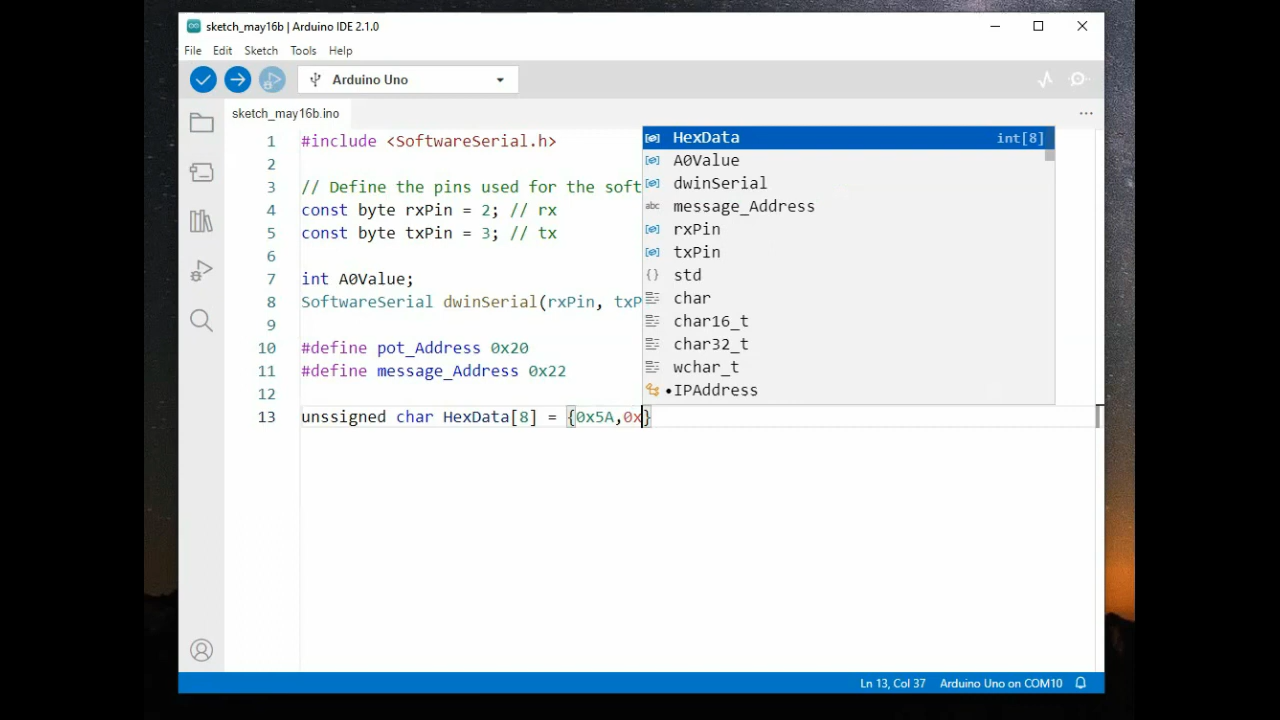 sketch_may16b | Arduino IDE 2.1.0
File Edit Sketch Tools Help
Arduino Uno
sketch_may16b.ino
1 #include <SoftwareSerial.h>
2
3 // Define the pins used for the soft
4 const byte rxPin = 2; // rx
5 const byte txPin = 3; // tx
6
7 int A0Value;
8 SoftwareSerial dwinSerial(rxPin, txP
9
10 #define pot_Address 0x20
11 #define message_Address 0x22
12
13 unssigned char HexData[8] = {0x5A,0x}
HexData int[8]
A0Value
dwinSerial
abc message_Address
rxPin
txPin
{} std
char
char16_t
char32_t
wchar_t
•IPAddress
Ln 13, Col 37 Arduino Uno on COM10